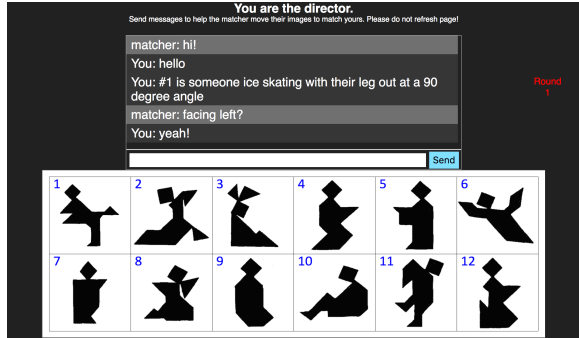 You are the director.
Send messages to help the matcher move their images to match yours. Please do not refresh page!
matcher: hi!
You: hello
You: #1 is someone ice skating with their leg out at a 90
degree angle
matcher: facing left?
You: yeah!
Round
1
Send
1 2 3 4 5 6
7 8 9 10 11 12